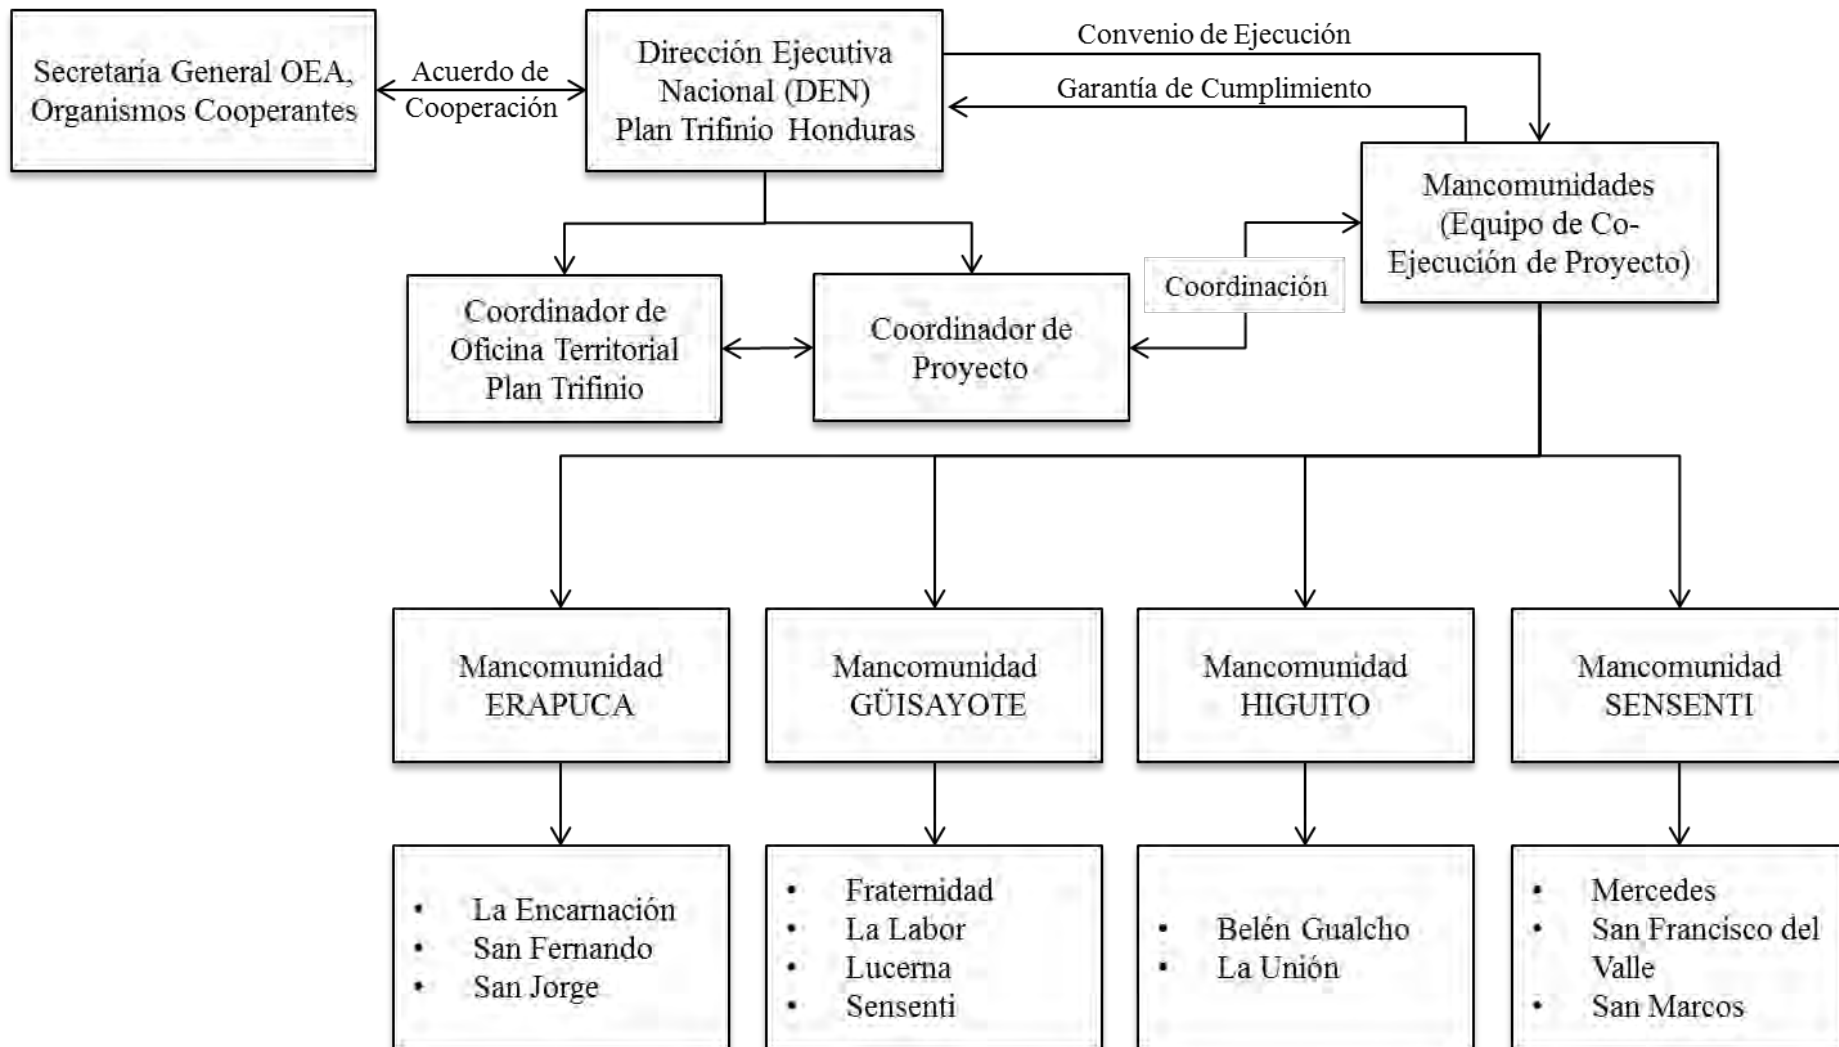 Secretaría General OEA,
Organismos Cooperantes
Acuerdo de
Cooperación
Dirección Ejecutiva
Nacional (DEN)
Plan Trifinio Honduras
Convenio de Ejecución
Garantía de Cumplimiento
Mancomunidades
(Equipo de Co-
Ejecución de Proyecto)
Coordinación
Coordinador de
Oficina Territorial
Plan Trifinio
Coordinador de
Proyecto
Mancomunidad
ERAPUCA
Mancomunidad
GÜISAYOTE
Mancomunidad
HIGUITO
Mancomunidad
SENSENTI
• La Encarnación
• San Fernando
• San Jorge
• Fraternidad
• La Labor
• Lucerna
• Sensenti
• Belén Gualcho
• La Unión
• Mercedes
• San Francisco del
Valle
• San Marcos